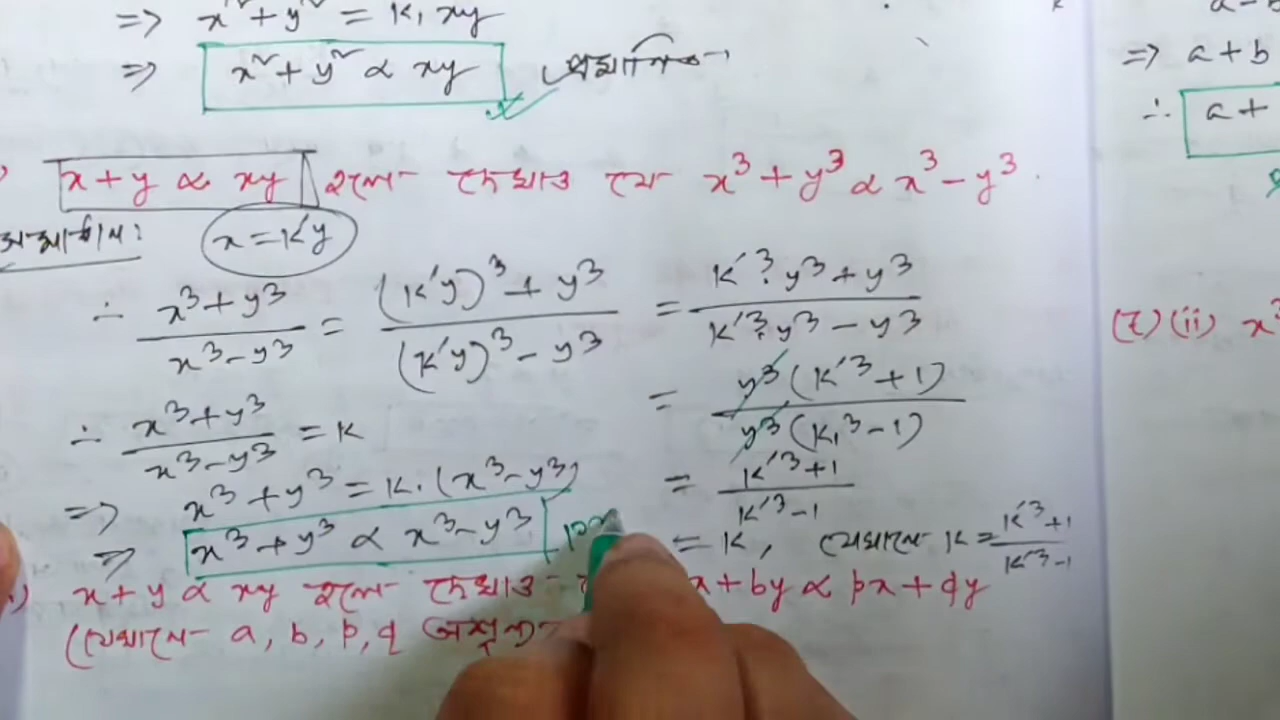 ⇒ x² + y² = k₁ xy
⇒ x² + y² ∝ xy প্রমাণিত
x + y ∝ xy হলে দেখাও যে x³ + y³ ∝ x³ − y³.
x = k′y
∴ (x³ + y³)/(x³ − y³) = ((k′y)³ + y³)/((k′y)³ − y³) = (k′³y³ + y³)/(k′³y³ − y³)
= y³(k′³ + 1)/y³(k₁³ − 1)
∴ (x³ + y³)/(x³ − y³) = k
= (k′³ + 1)/(k′³ − 1)
⇒ x³ + y³ = k.(x³ − y³)
= k, যেখানে k = (k′³ + 1)/(k′³ − 1)
⇒ x³ + y³ ∝ x³ − y³
x + y ∝ xy হলে দেখাও x + by ∝ px + qy
(যেখানে a, b, p, q অশূন্য
a − b
⇒ a + b
∴ a +
(ii) x³